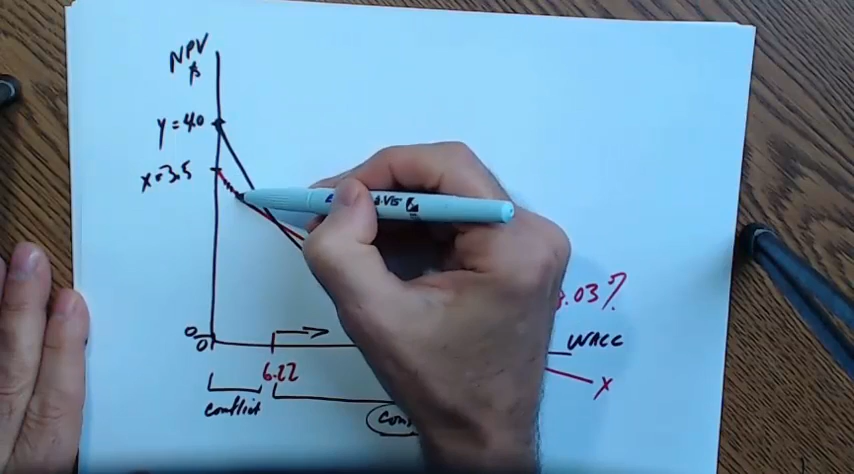 NPV
$
y = 40
x = 3.5
.03%
0
0
WACC
6.22
x
conflict